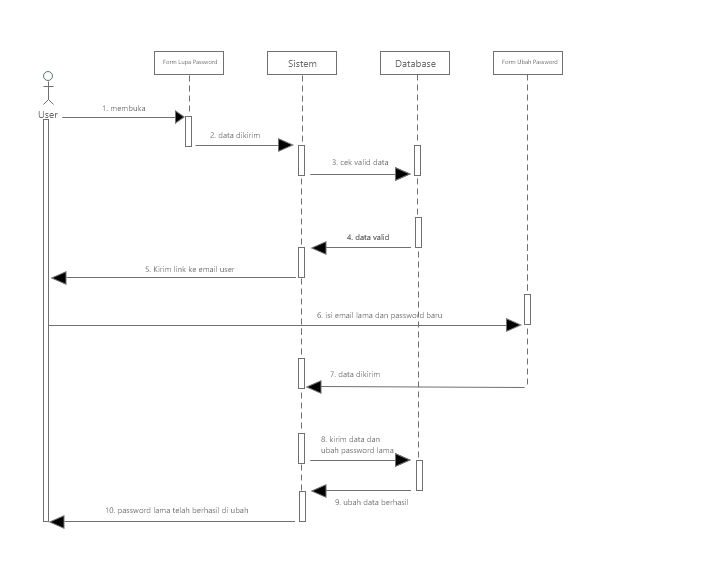 Form Lupa Password
Sistem
Database
Form Ubah Password
User
1. membuka
2. data dikirim
3. cek valid data
4. data valid
5. Kirim link ke email user
6. isi email lama dan password baru
7. data dikirim
8. kirim data dan
ubah password lama
9. ubah data berhasil
10. password lama telah berhasil di ubah